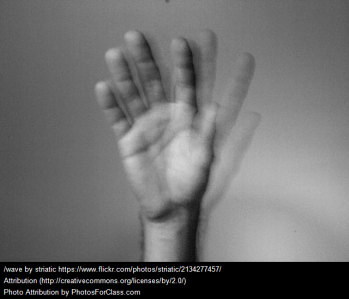 /wave by striatic https://www.flickr.com/photos/striatic/2134277457/
Attribution (http://creativecommons.org/licenses/by/2.0/)
Photo Attribution by PhotosForClass.com